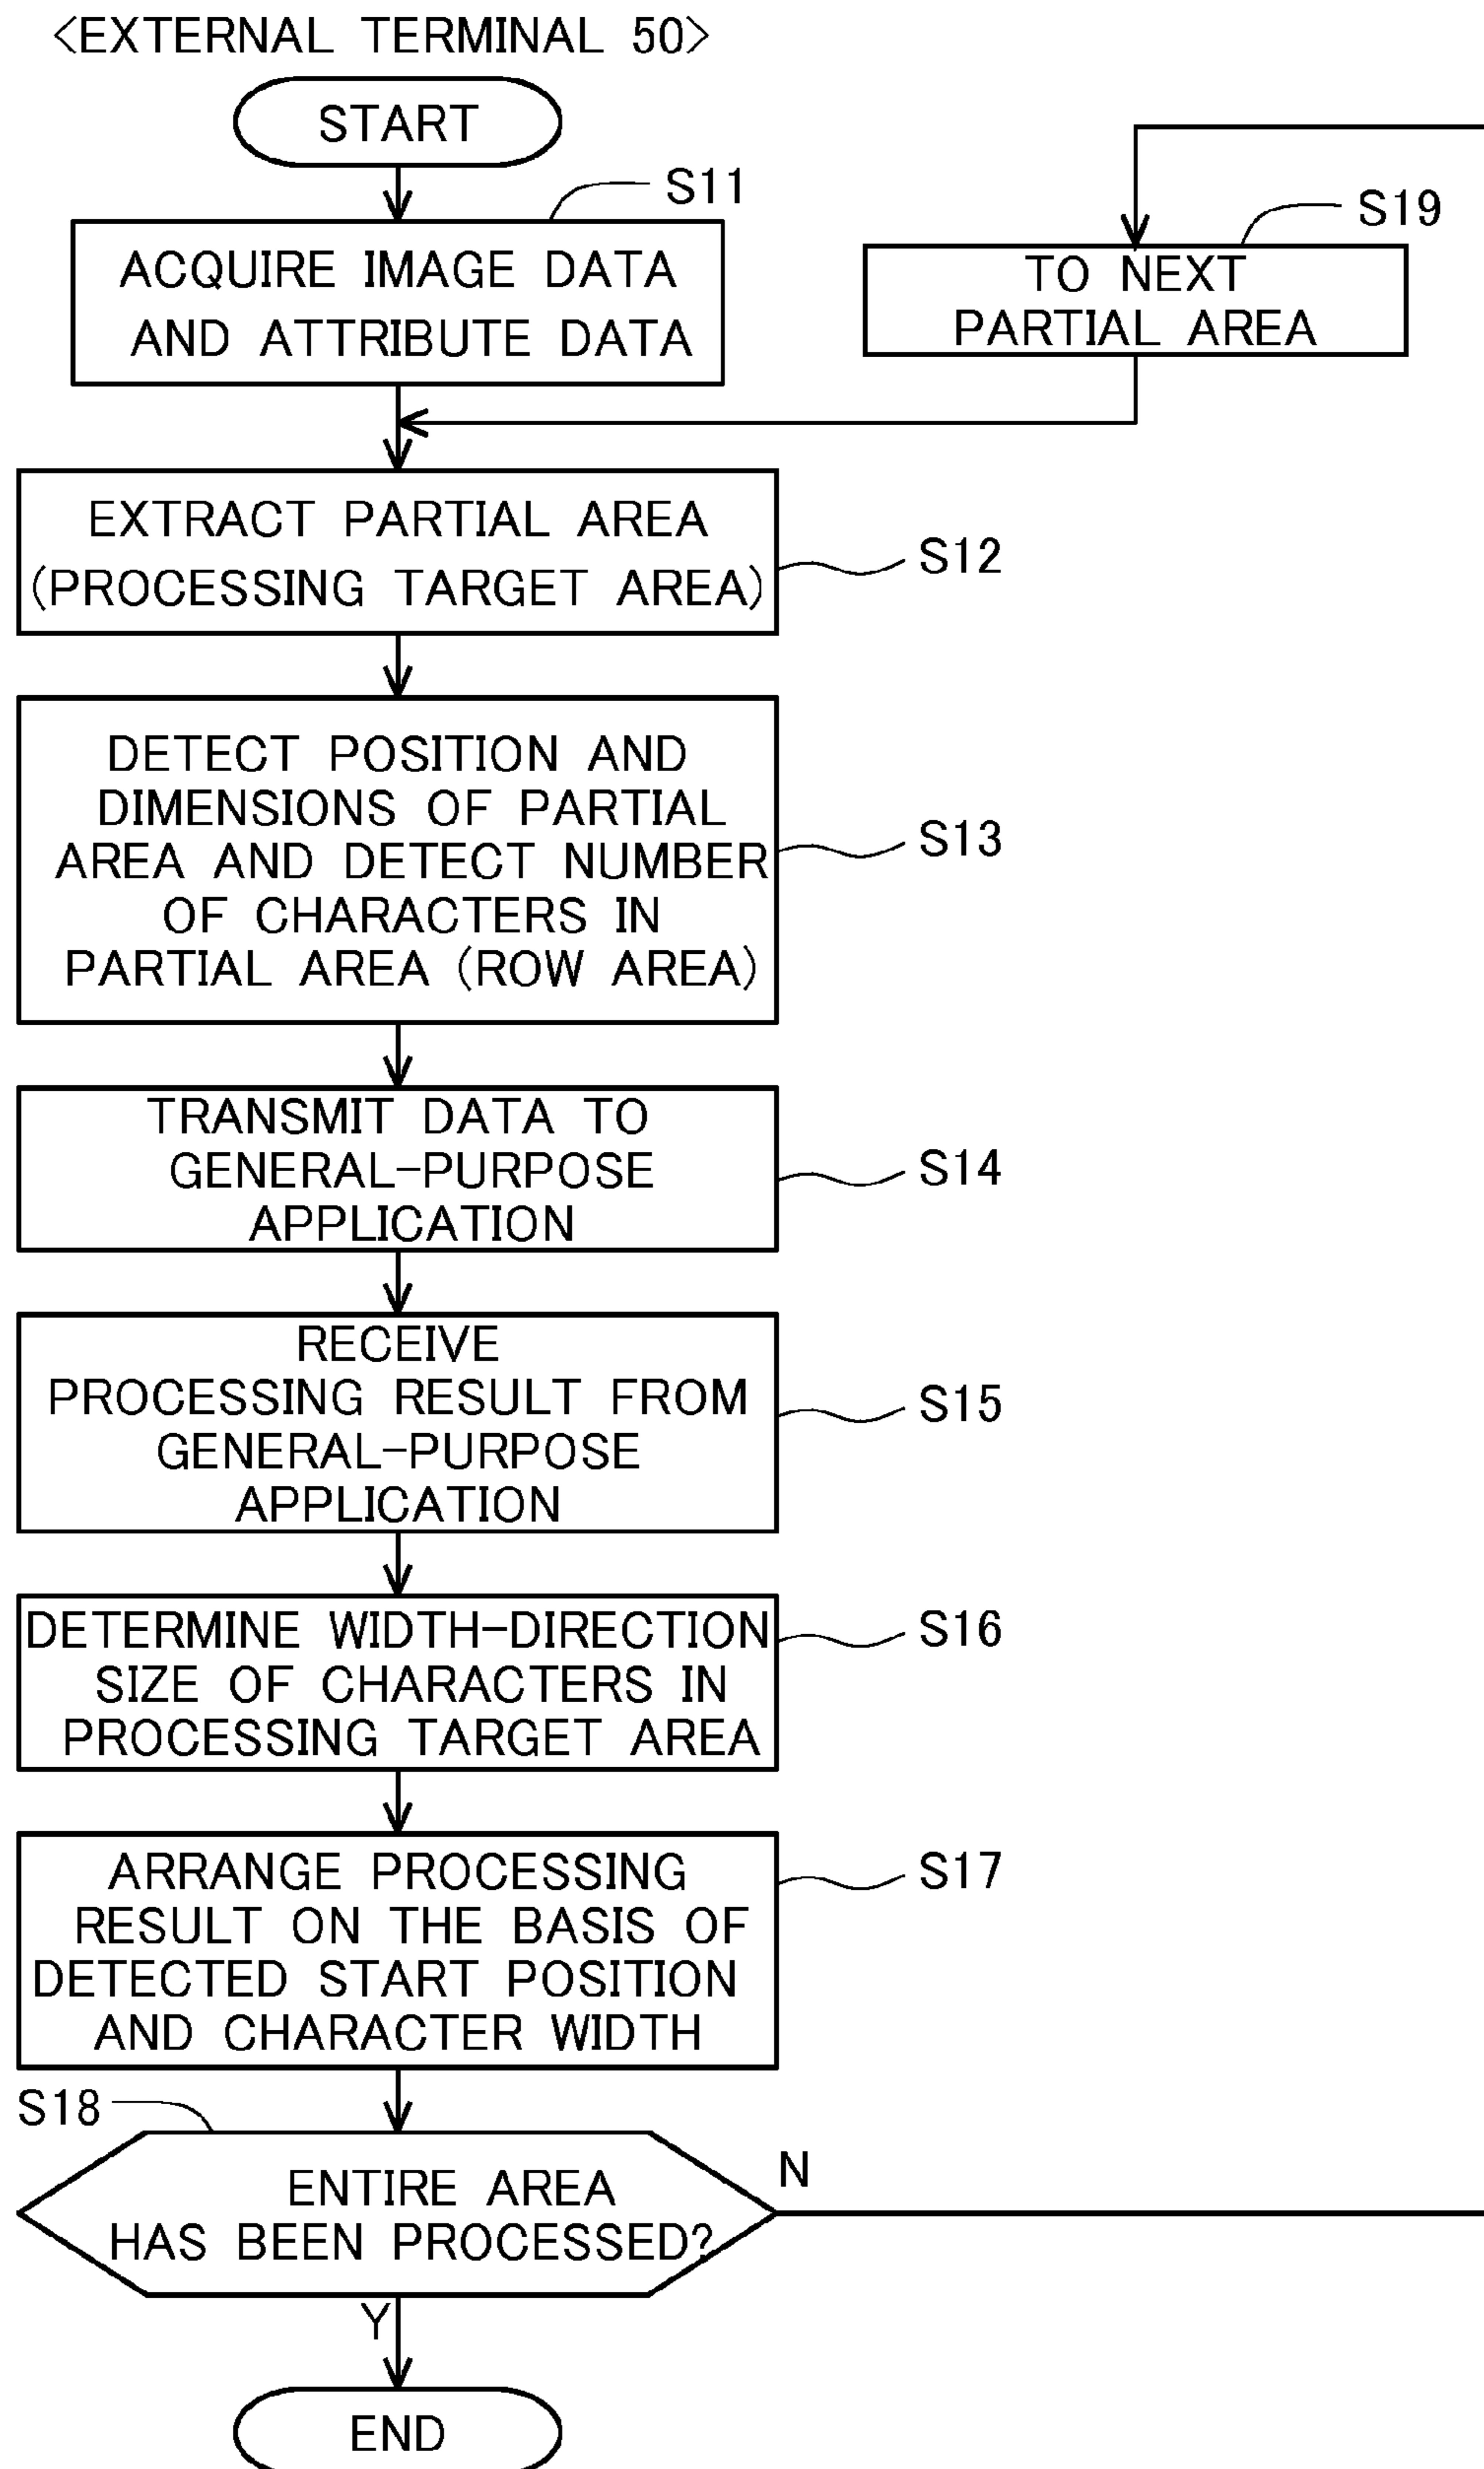 <EXTERNAL TERMINAL 50>
START
S11
ACQUIRE IMAGE DATA
AND ATTRIBUTE DATA
S19
TO NEXT
PARTIAL AREA
EXTRACT PARTIAL AREA
(PROCESSING TARGET AREA)
S12
DETECT POSITION AND
DIMENSIONS OF PARTIAL
AREA AND DETECT NUMBER
OF CHARACTERS IN
PARTIAL AREA (ROW AREA)
S13
TRANSMIT DATA TO
GENERAL-PURPOSE
APPLICATION
S14
RECEIVE
PROCESSING RESULT FROM
GENERAL-PURPOSE
APPLICATION
S15
DETERMINE WIDTH-DIRECTION
SIZE OF CHARACTERS IN
PROCESSING TARGET AREA
S16
ARRANGE PROCESSING
RESULT ON THE BASIS OF
DETECTED START POSITION
AND CHARACTER WIDTH
S17
S18
ENTIRE AREA
HAS BEEN PROCESSED?
N
Y
END